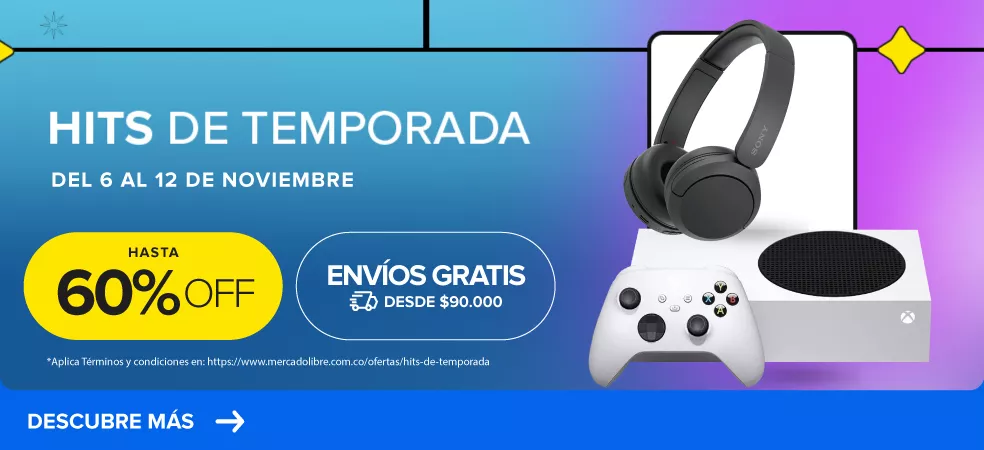 HITS DE TEMPORADA
DEL 6 AL 12 DE NOVIEMBRE
HASTA
60% OFF
ENVÍOS GRATIS
DESDE $90.000
*Aplica Términos y condiciones en: https://www.mercadolibre.com.co/ofertas/hits-de-temporada
DESCUBRE MÁS
SONY
Y
X B
A